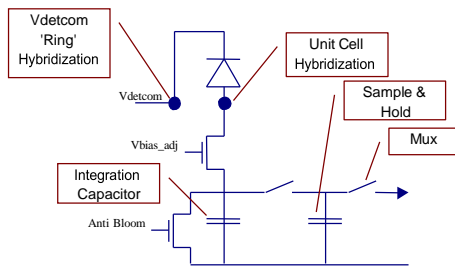 Vdetcom
'Ring'
Hybridization
Unit Cell
Hybridization
Vdetcom
Sample &
Hold
Mux
Vbias_adj
Integration
Capacitor
Anti Bloom